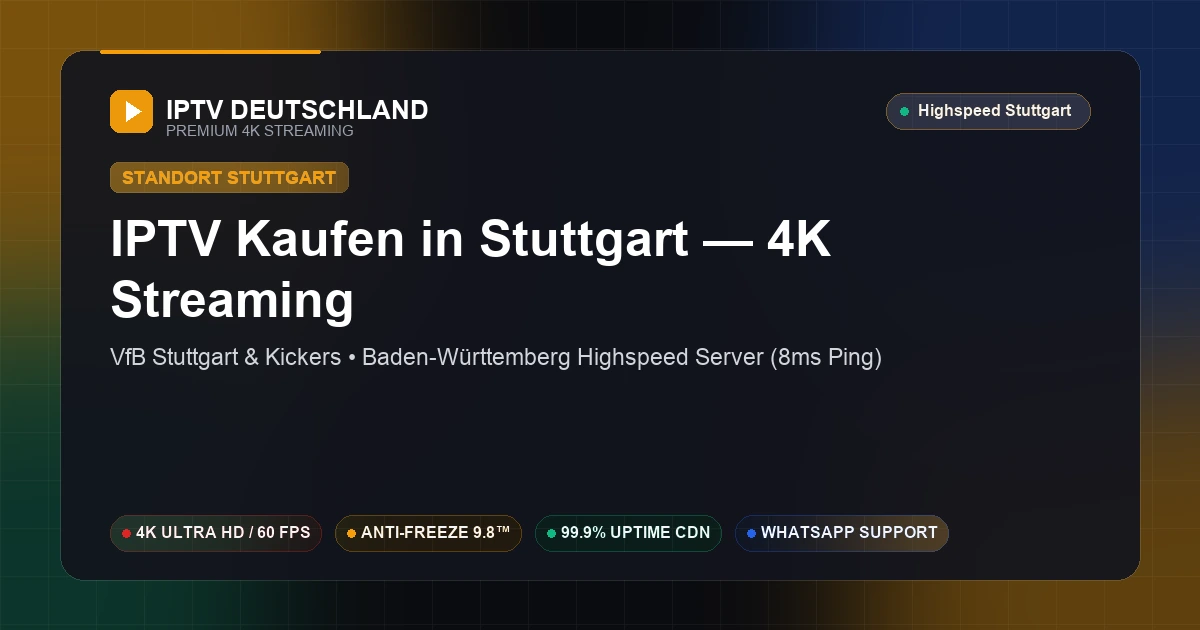 IPTV DEUTSCHLAND
PREMIUM 4K STREAMING
Highspeed Stuttgart
STANDORT STUTTGART
IPTV Kaufen in Stuttgart — 4K
Streaming
VfB Stuttgart & Kickers • Baden-Württemberg Highspeed Server (8ms Ping)
4K ULTRA HD / 60 FPS
ANTI-FREEZE 9.8™
99.9% UPTIME CDN
WHATSAPP SUPPORT